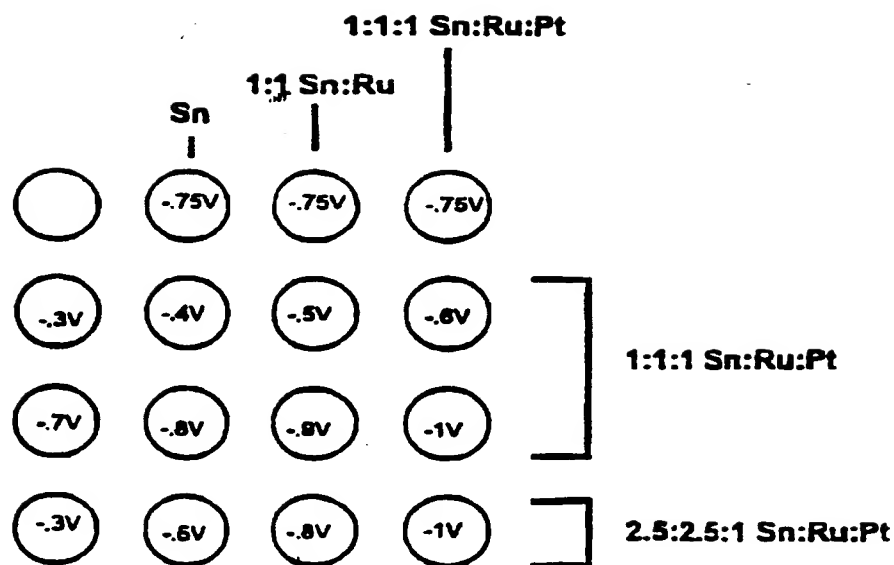 1:1:1 Sn:Ru:Pt
1:1 Sn:Ru
Sn
-.75V -.75V -.75V
-.3V -.4V -.5V -.6V
1:1:1 Sn:Ru:Pt
-.7V -.8V -.9V -1V
-.3V -.6V -.8V -1V 2.5:2.5:1 Sn:Ru:Pt